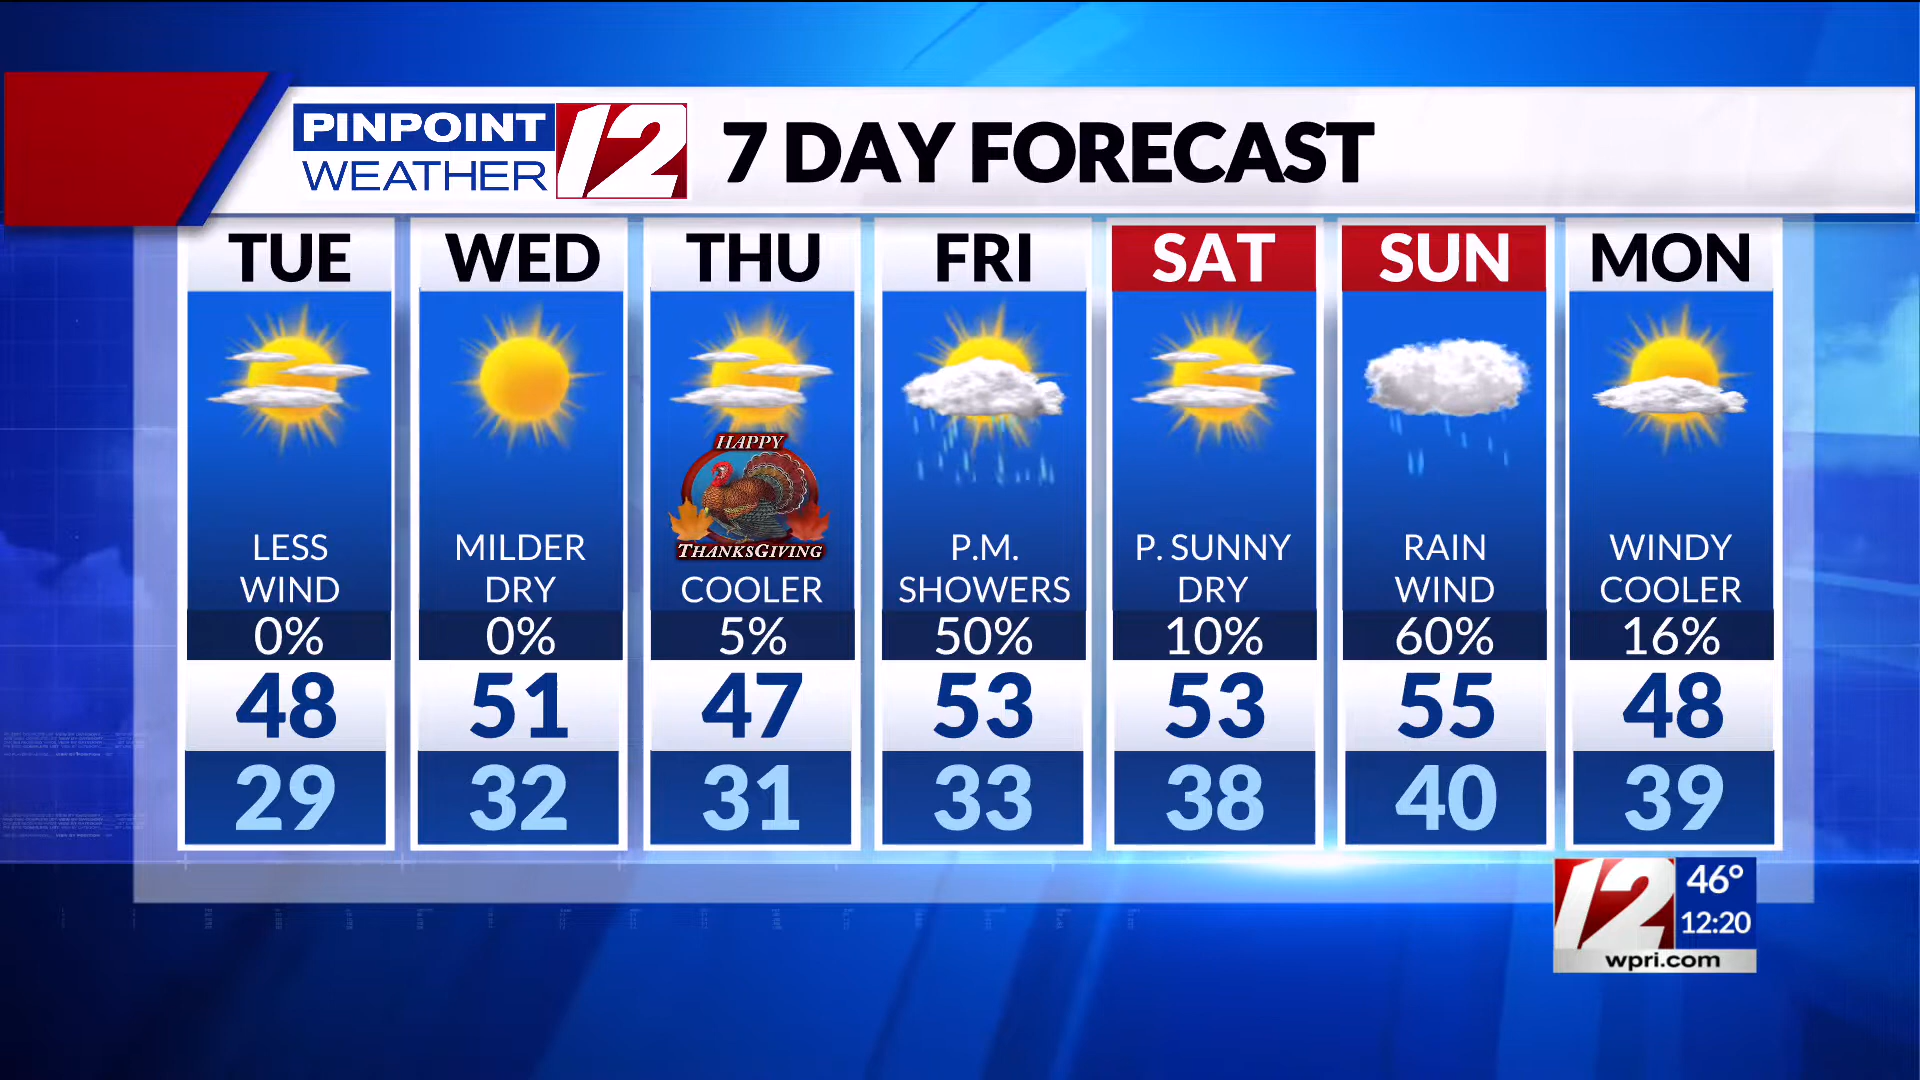 PINPOINT
WEATHER
12
7 DAY FORECAST
TUE
LESS
WIND
0%
48
29
WED
MILDER
DRY
0%
51
32
THU
HAPPY
THANKSGIVING
COOLER
5%
47
31
FRI
P.M.
SHOWERS
50%
53
33
SAT
P. SUNNY
DRY
10%
53
38
SUN
RAIN
WIND
60%
55
40
MON
WINDY
COOLER
16%
48
39
12
46°
12:20
wpri.com